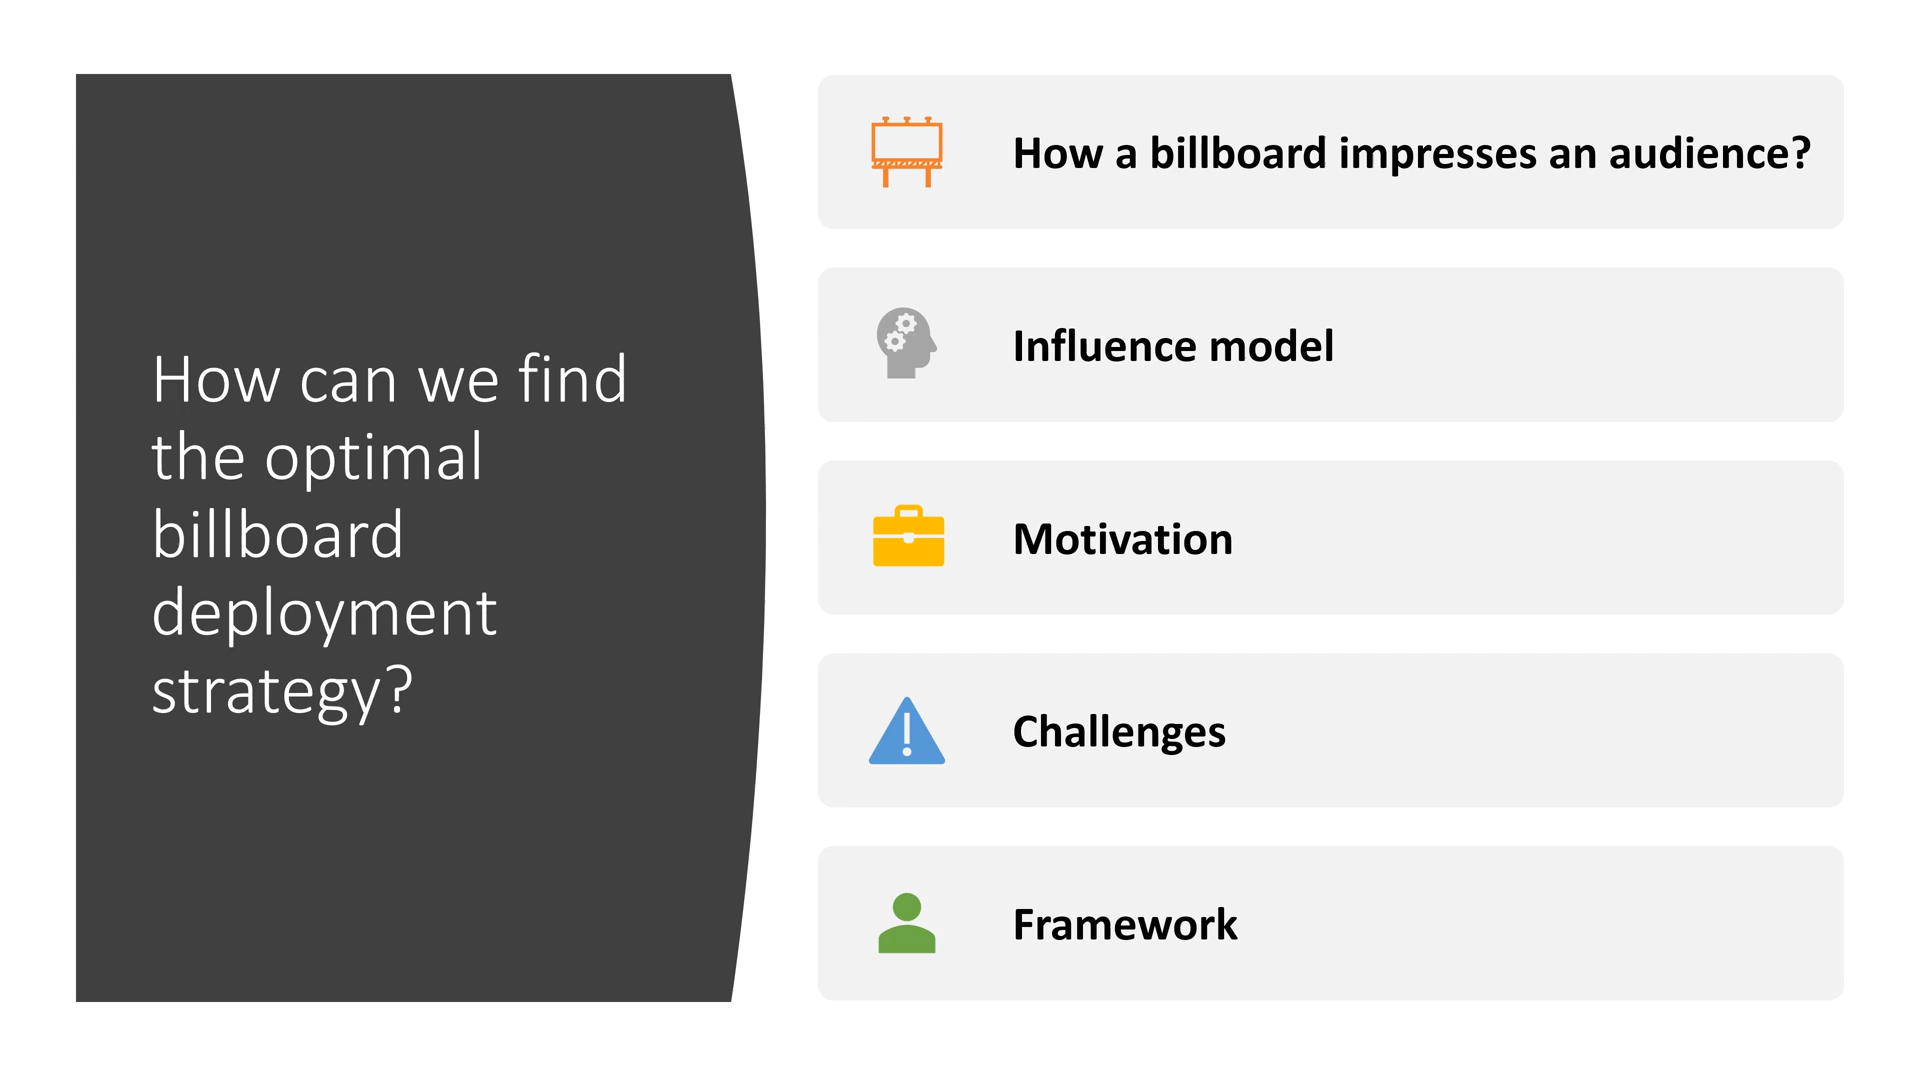 How can we find
the optimal
billboard
deployment
strategy?
How a billboard impresses an audience?
Influence model
Motivation
Challenges
Framework